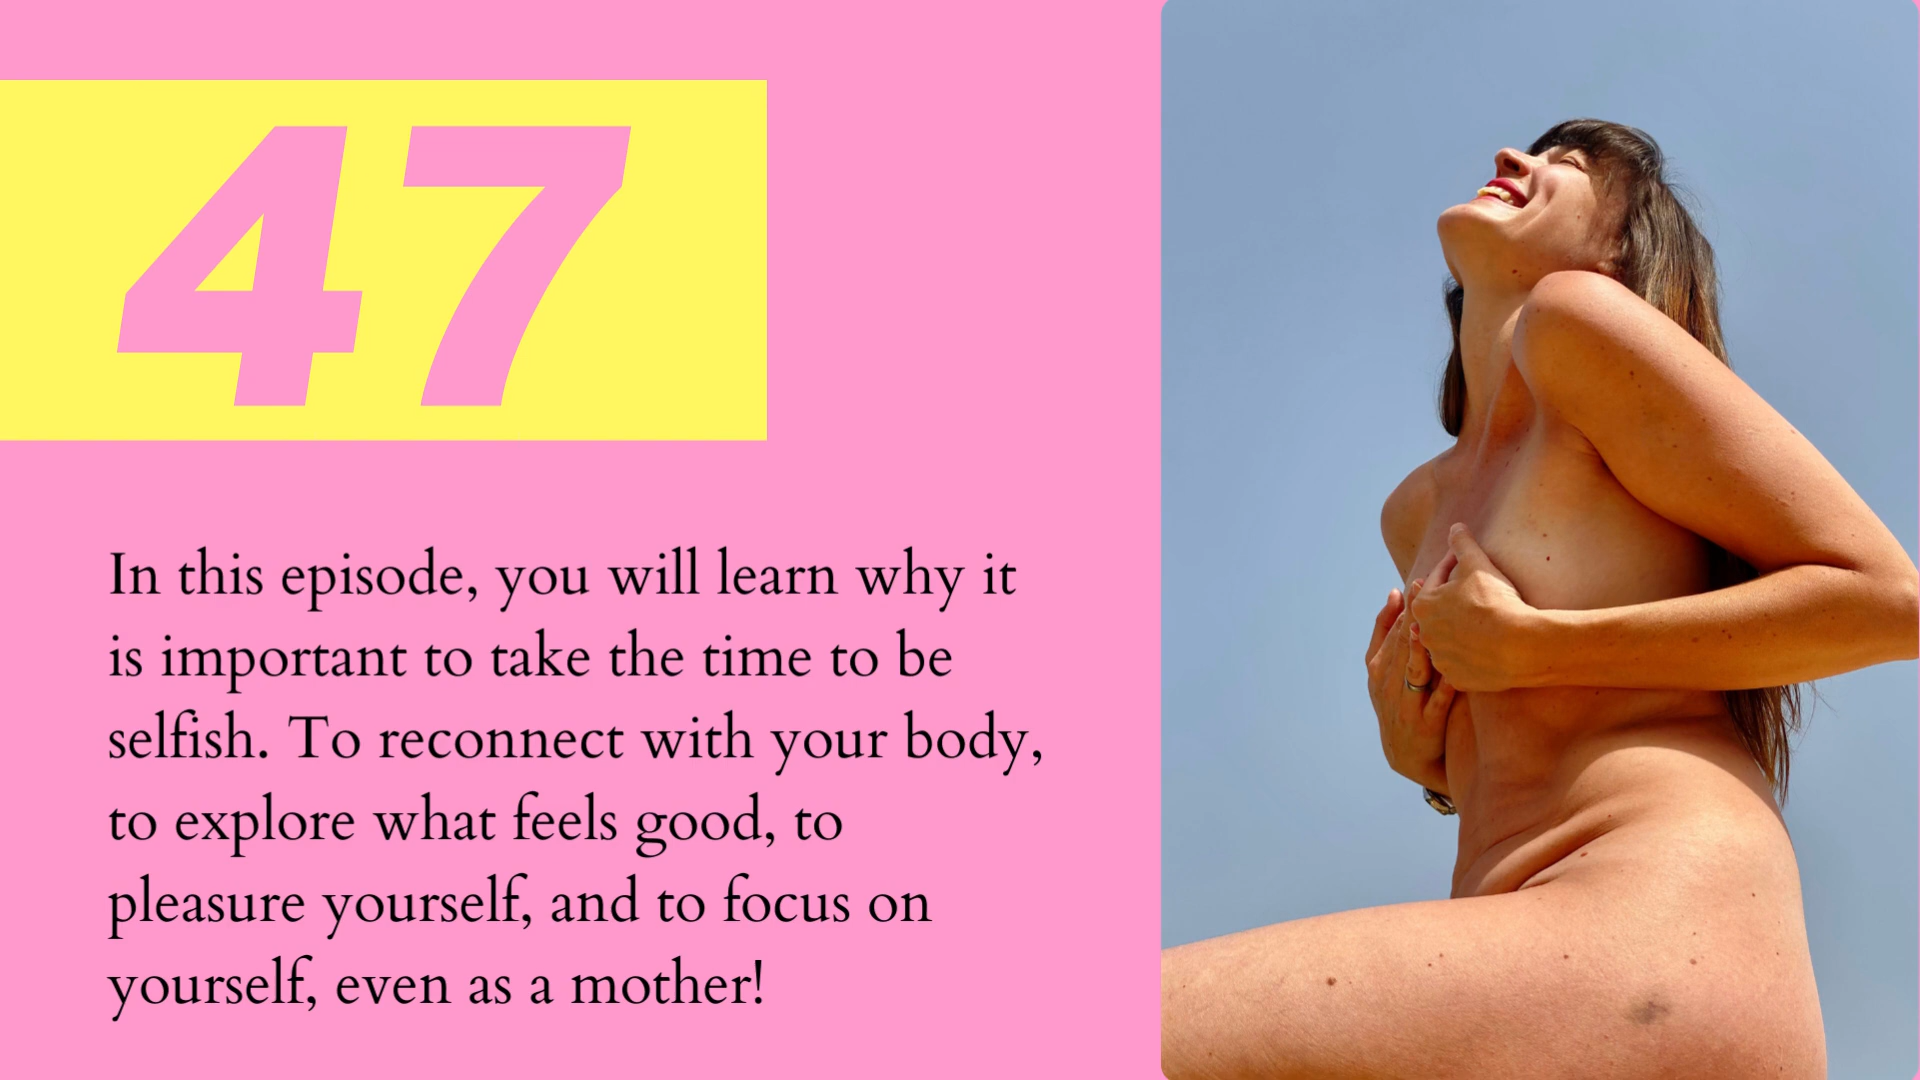 47
In this episode, you will learn why it
is important to take the time to be
selfish. To reconnect with your body,
to explore what feels good, to
pleasure yourself, and to focus on
yourself, even as a mother!